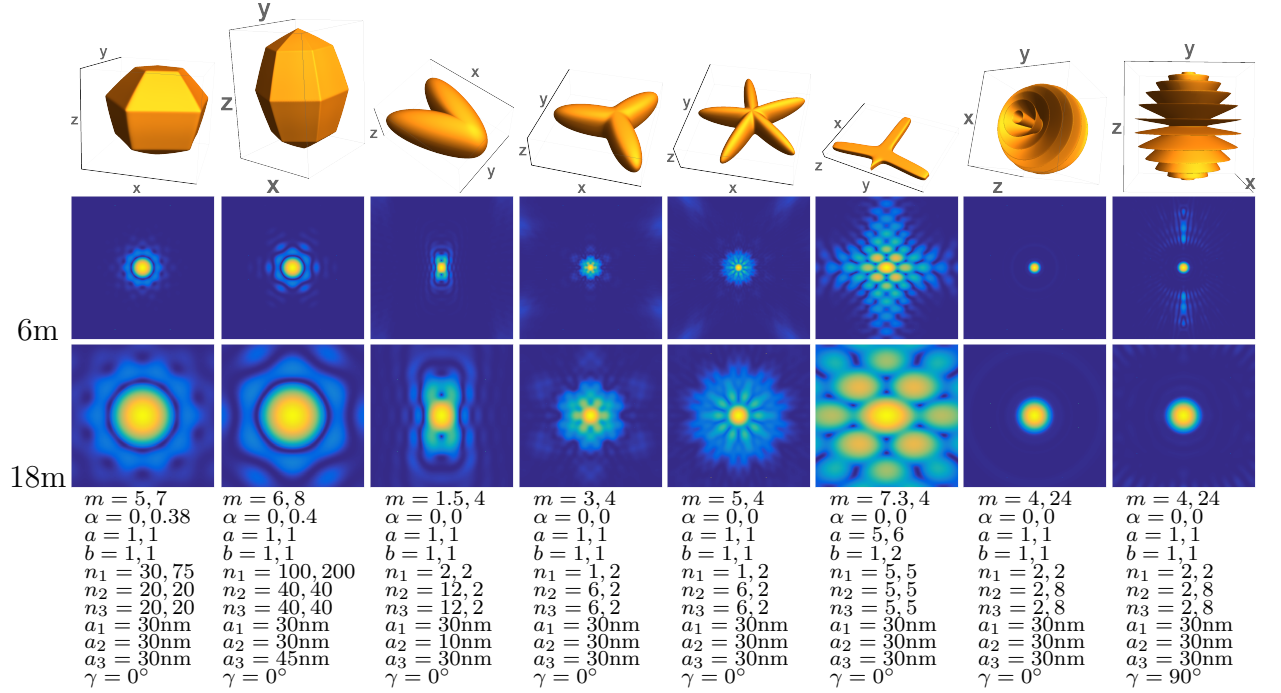 y
z
x
y
z
x
x
z
y
y
z
x
y
z
x
x
z
y
y
x
z
y
z
x
6m
18m
m = 5, 7
α = 0, 0.38
a = 1, 1
b = 1, 1
n₁ = 30, 75
n₂ = 20, 20
n₃ = 20, 20
a₁ = 30nm
a₂ = 30nm
a₃ = 30nm
γ = 0°
m = 6, 8
α = 0, 0.4
a = 1, 1
b = 1, 1
n₁ = 100, 200
n₂ = 40, 40
n₃ = 40, 40
a₁ = 30nm
a₂ = 30nm
a₃ = 45nm
γ = 0°
m = 1.5, 4
α = 0, 0
a = 1, 1
b = 1, 1
n₁ = 2, 2
n₂ = 12, 2
n₃ = 12, 2
a₁ = 30nm
a₂ = 10nm
a₃ = 30nm
γ = 0°
m = 3, 4
α = 0, 0
a = 1, 1
b = 1, 1
n₁ = 1, 2
n₂ = 6, 2
n₃ = 6, 2
a₁ = 30nm
a₂ = 30nm
a₃ = 30nm
γ = 0°
m = 5, 4
α = 0, 0
a = 1, 1
b = 1, 1
n₁ = 1, 2
n₂ = 6, 2
n₃ = 6, 2
a₁ = 30nm
a₂ = 30nm
a₃ = 30nm
γ = 0°
m = 7.3, 4
α = 0, 0
a = 5, 6
b = 1, 2
n₁ = 5, 5
n₂ = 5, 5
n₃ = 5, 5
a₁ = 30nm
a₂ = 30nm
a₃ = 30nm
γ = 0°
m = 4, 24
α = 0, 0
a = 1, 1
b = 1, 1
n₁ = 2, 2
n₂ = 2, 8
n₃ = 2, 8
a₁ = 30nm
a₂ = 30nm
a₃ = 30nm
γ = 0°
m = 4, 24
α = 0, 0
a = 1, 1
b = 1, 1
n₁ = 2, 2
n₂ = 2, 8
n₃ = 2, 8
a₁ = 30nm
a₂ = 30nm
a₃ = 30nm
γ = 90°